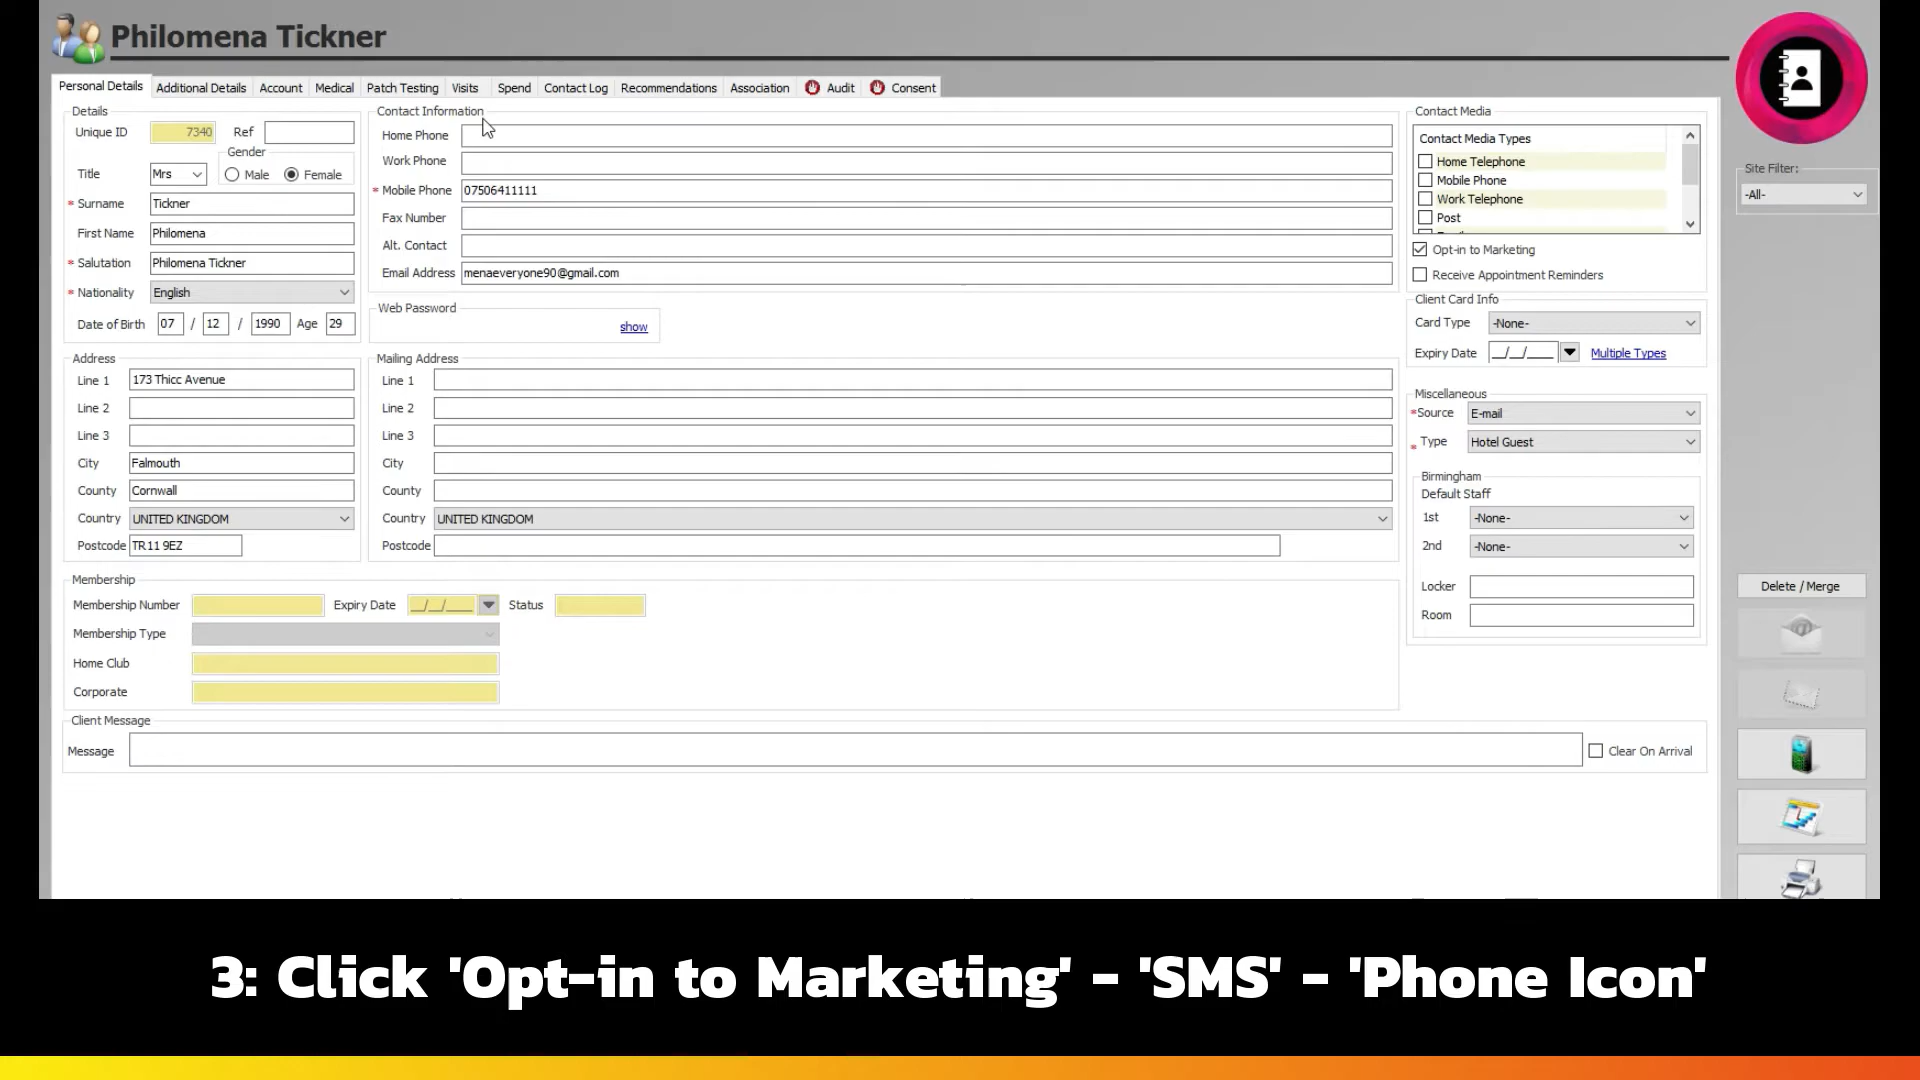 Philomena Tickner
Personal Details Additional Details Account Medical Patch Testing Visits Spend Contact Log Recommendations Association Audit Consent
Details
Unique ID 7340 Ref
Gender
Title Mrs Male Female
* Surname Tickner
First Name Philomena
* Salutation Philomena Tickner
* Nationality English
Date of Birth 07 / 12 / 1990 Age 29
Contact Information
Home Phone
Work Phone
* Mobile Phone 07506411111
Fax Number
Alt. Contact
Email Address menaeveryone90@gmail.com
Web Password
show
Contact Media
Contact Media Types
Home Telephone
Mobile Phone
Work Telephone
Post
Opt-in to Marketing
Receive Appointment Reminders
Client Card Info
Card Type -None-
Expiry Date __/__/____ Multiple Types
Site Filter:
-All-
Address
Line 1 173 Thicc Avenue
Line 2
Line 3
City Falmouth
County Cornwall
Country UNITED KINGDOM
Postcode TR11 9EZ
Mailing Address
Line 1
Line 2
Line 3
City
County
Country UNITED KINGDOM
Postcode
Miscellaneous
*Source E-mail
* Type Hotel Guest
Birmingham
Default Staff
1st -None-
2nd -None-
Locker
Room
Delete / Merge
Membership
Membership Number Expiry Date __/__/____ Status
Membership Type
Home Club
Corporate
Client Message
Message Clear On Arrival
3: Click 'Opt-in to Marketing' - 'SMS' - 'Phone Icon'